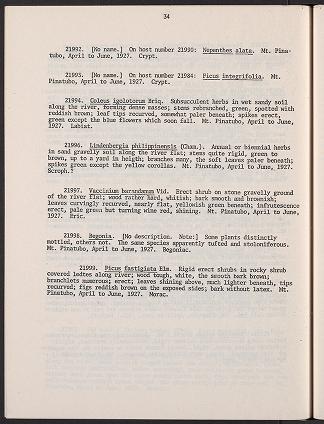 34
21992. [No name.] On host number 21990: Nepenthes alata. Mt. Pina-
tubo, April to June, 1927. Crypt.
21993. [No name.] On host number 21984: Picus integrifolia. Mt.
Pinatubo, April to June, 1927. Crypt.
21994. Coleus igolotorum Briq. Subsucculent herbs in wet sandy soil
along the river, forming dense masses; stems rebranched, green, spotted with
reddish brown; leaf tips recurved, somewhat paler beneath; spikes erect,
green except the blue flowers which soon fall. Mt. Pinatubo, April to June,
1927. Labiat.
21996. Lindenbergia philippinensis (Cham.). Annual or biennial herbs
in sand gravelly soil along the river flat; stems quite rigid, green to
brown, up to a yard in heigth; branches many, the soft leaves paler beneath;
spikes green except the yellow corollas. Mt. Pinatubo, April to June, 1927.
Scroph.?
21997. Vaccinium barandanum Vid. Erect shrub on stone gravelly ground
of the river flat; wood rather hard, whitish; bark smooth and brownish;
leaves curvingly recurved, nearly flat, yellowish green beneath; infrutescence
erect, pale green but turning wine red, shining. Mt. Pinatubo, April to June,
1927. Eric.
21998. Begonia. [No description. Note:] Some plants distinctly
mottled, others not. The same species apparently tufted and stoloniferous.
Mt. Pinatubo, April to June, 1927. Begoniac.
21999. Picus fastigiata Elm. Rigid erect shrubs in rocky shrub
covered ledges along river; wood tough, white, the smooth bark brown;
branchlets numerous; erect; leaves shining above, much lighter beneath, tips
recurved; figs reddish brown on the exposed sides; bark without latex. Mt.
Pinatubo, April to June, 1927. Morac.